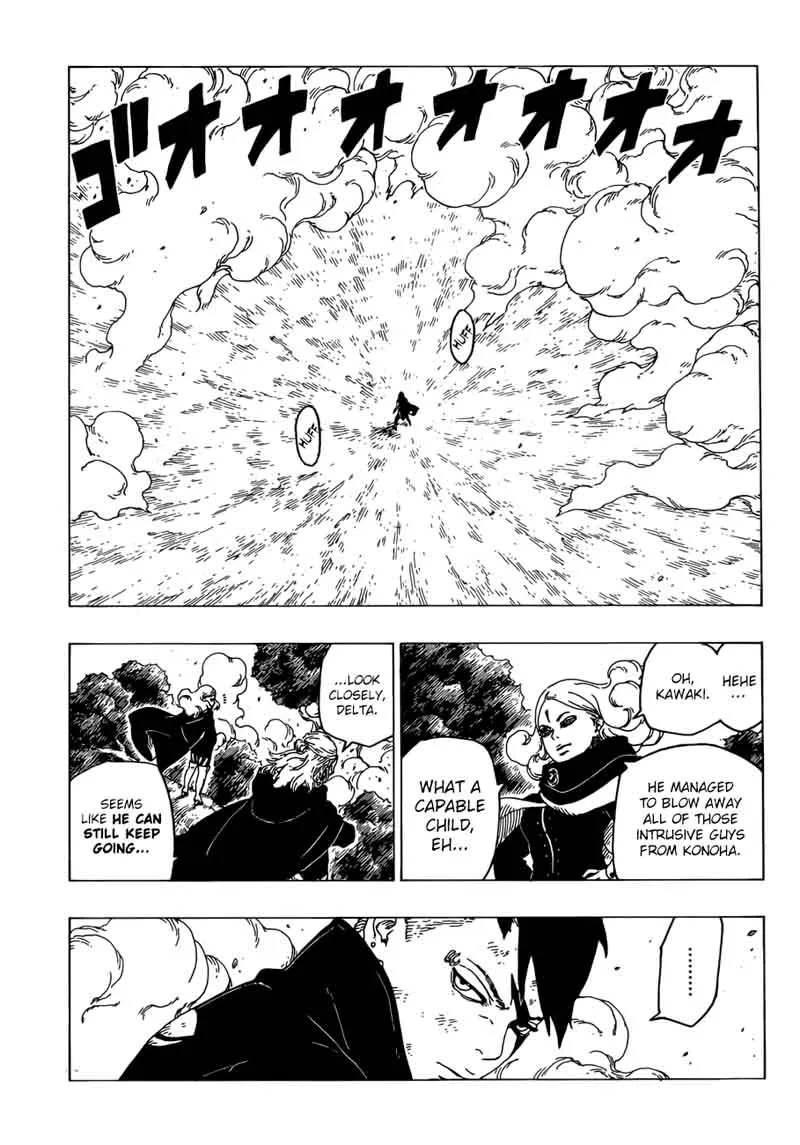 ゴオオオオオオ
HUFF
HUFF
HEHE
...
OH,
KAWAKI.
HE MANAGED
TO BLOW AWAY
ALL OF THOSE
INTRUSIVE GUYS
FROM KONOHA.
WHAT A
CAPABLE
CHILD,
EH...
...LOOK
CLOSELY,
DELTA.
SEEMS
LIKE HE CAN
STILL KEEP
GOING...
........